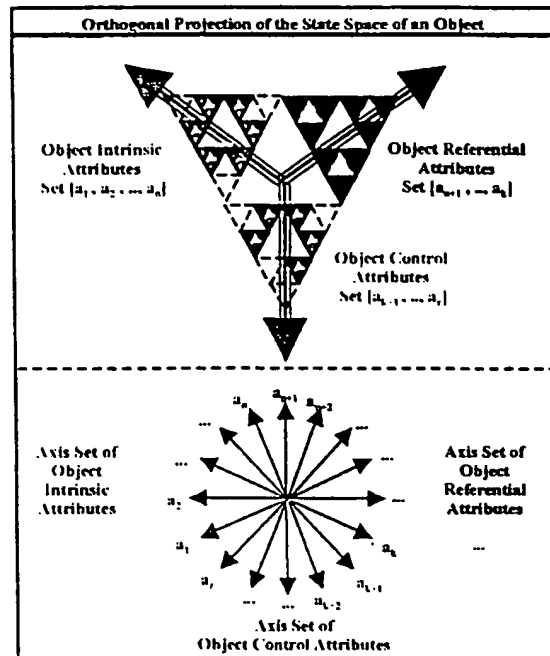 Orthogonal Projection of the State Space of an Object
Object Intrinsic
Attributes
Set {a₁, a₂, ..., aₙ}
Object Referential
Attributes
Set {aₙ₊₁, ..., aₖ}
Object Control
Attributes
Set {aₖ₊₁, ..., aᵣ}
aₙ
aₙ₊₁
aₙ₊₂
...
...
...
...
a₂
...
a₁
aₖ
aᵣ
aₖ₊₁
...
...
aₖ₊₂
Axis Set of
Object
Intrinsic
Attributes
Axis Set of
Object
Referential
Attributes
...
Axis Set of
Object Control Attributes